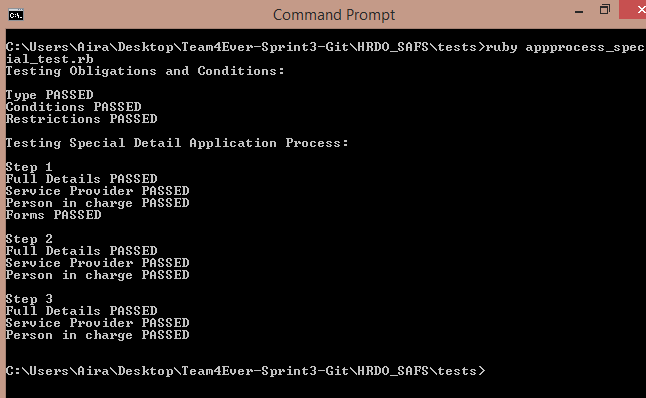 Command Prompt
C:\Users\Aira\Desktop\Team4Ever-Sprint3-Git\HRDO_SAFS\tests>ruby appprocess_spec
ial_test.rb
Testing Obligations and Conditions:
Type PASSED
Conditions PASSED
Restrictions PASSED
Testing Special Detail Application Process:
Step 1
Full Details PASSED
Service Provider PASSED
Person in charge PASSED
Forms PASSED
Step 2
Full Details PASSED
Service Provider PASSED
Person in charge PASSED
Step 3
Full Details PASSED
Service Provider PASSED
Person in charge PASSED
C:\Users\Aira\Desktop\Team4Ever-Sprint3-Git\HRDO_SAFS\tests>